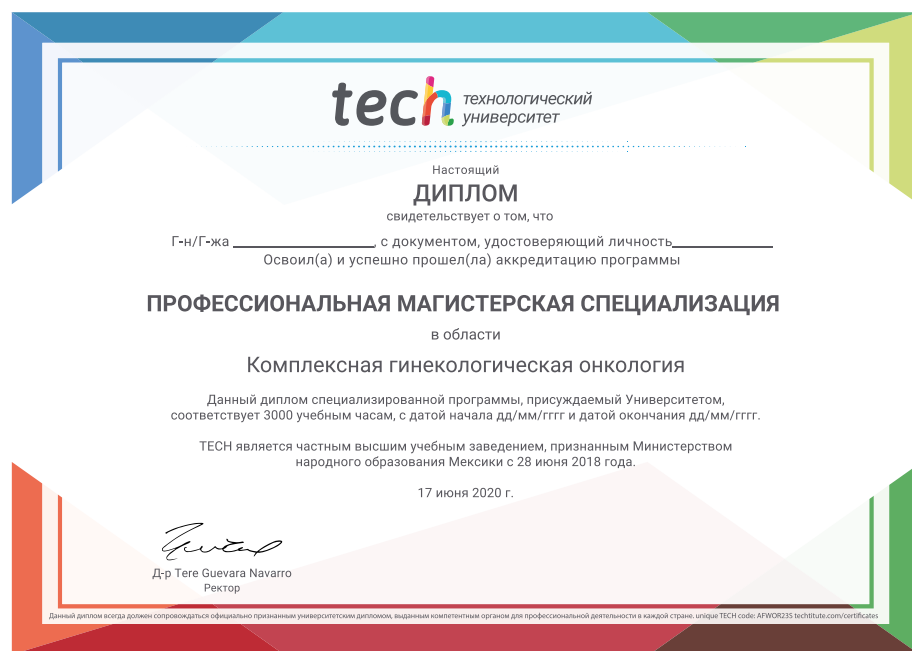 tech технологический
университет
Настоящий
ДИПЛОМ
свидетельствует о том, что
Г-н/Г-жа ____________________, с документом, удостоверяющий личность______________
Освоил(а) и успешно прошел(ла) аккредитацию программы
ПРОФЕССИОНАЛЬНАЯ МАГИСТЕРСКАЯ СПЕЦИАЛИЗАЦИЯ
в области
Комплексная гинекологическая онкология
Данный диплом специализированной программы, присуждаемый Университетом,
соответствует 3000 учебным часам, с датой начала дд/мм/гггг и датой окончания дд/мм/гггг.
TECH является частным высшим учебным заведением, признанным Министерством
народного образования Мексики с 28 июня 2018 года.
17 июня 2020 г.
Д-р Tere Guevara Navarro
Ректор
Данный диплом всегда должен сопровождаться официально признанным университетским дипломом, выданным компетентным органом для профессиональной деятельности в каждой стране. unique TECH code: AFWOR23S techtitute.com/certificates